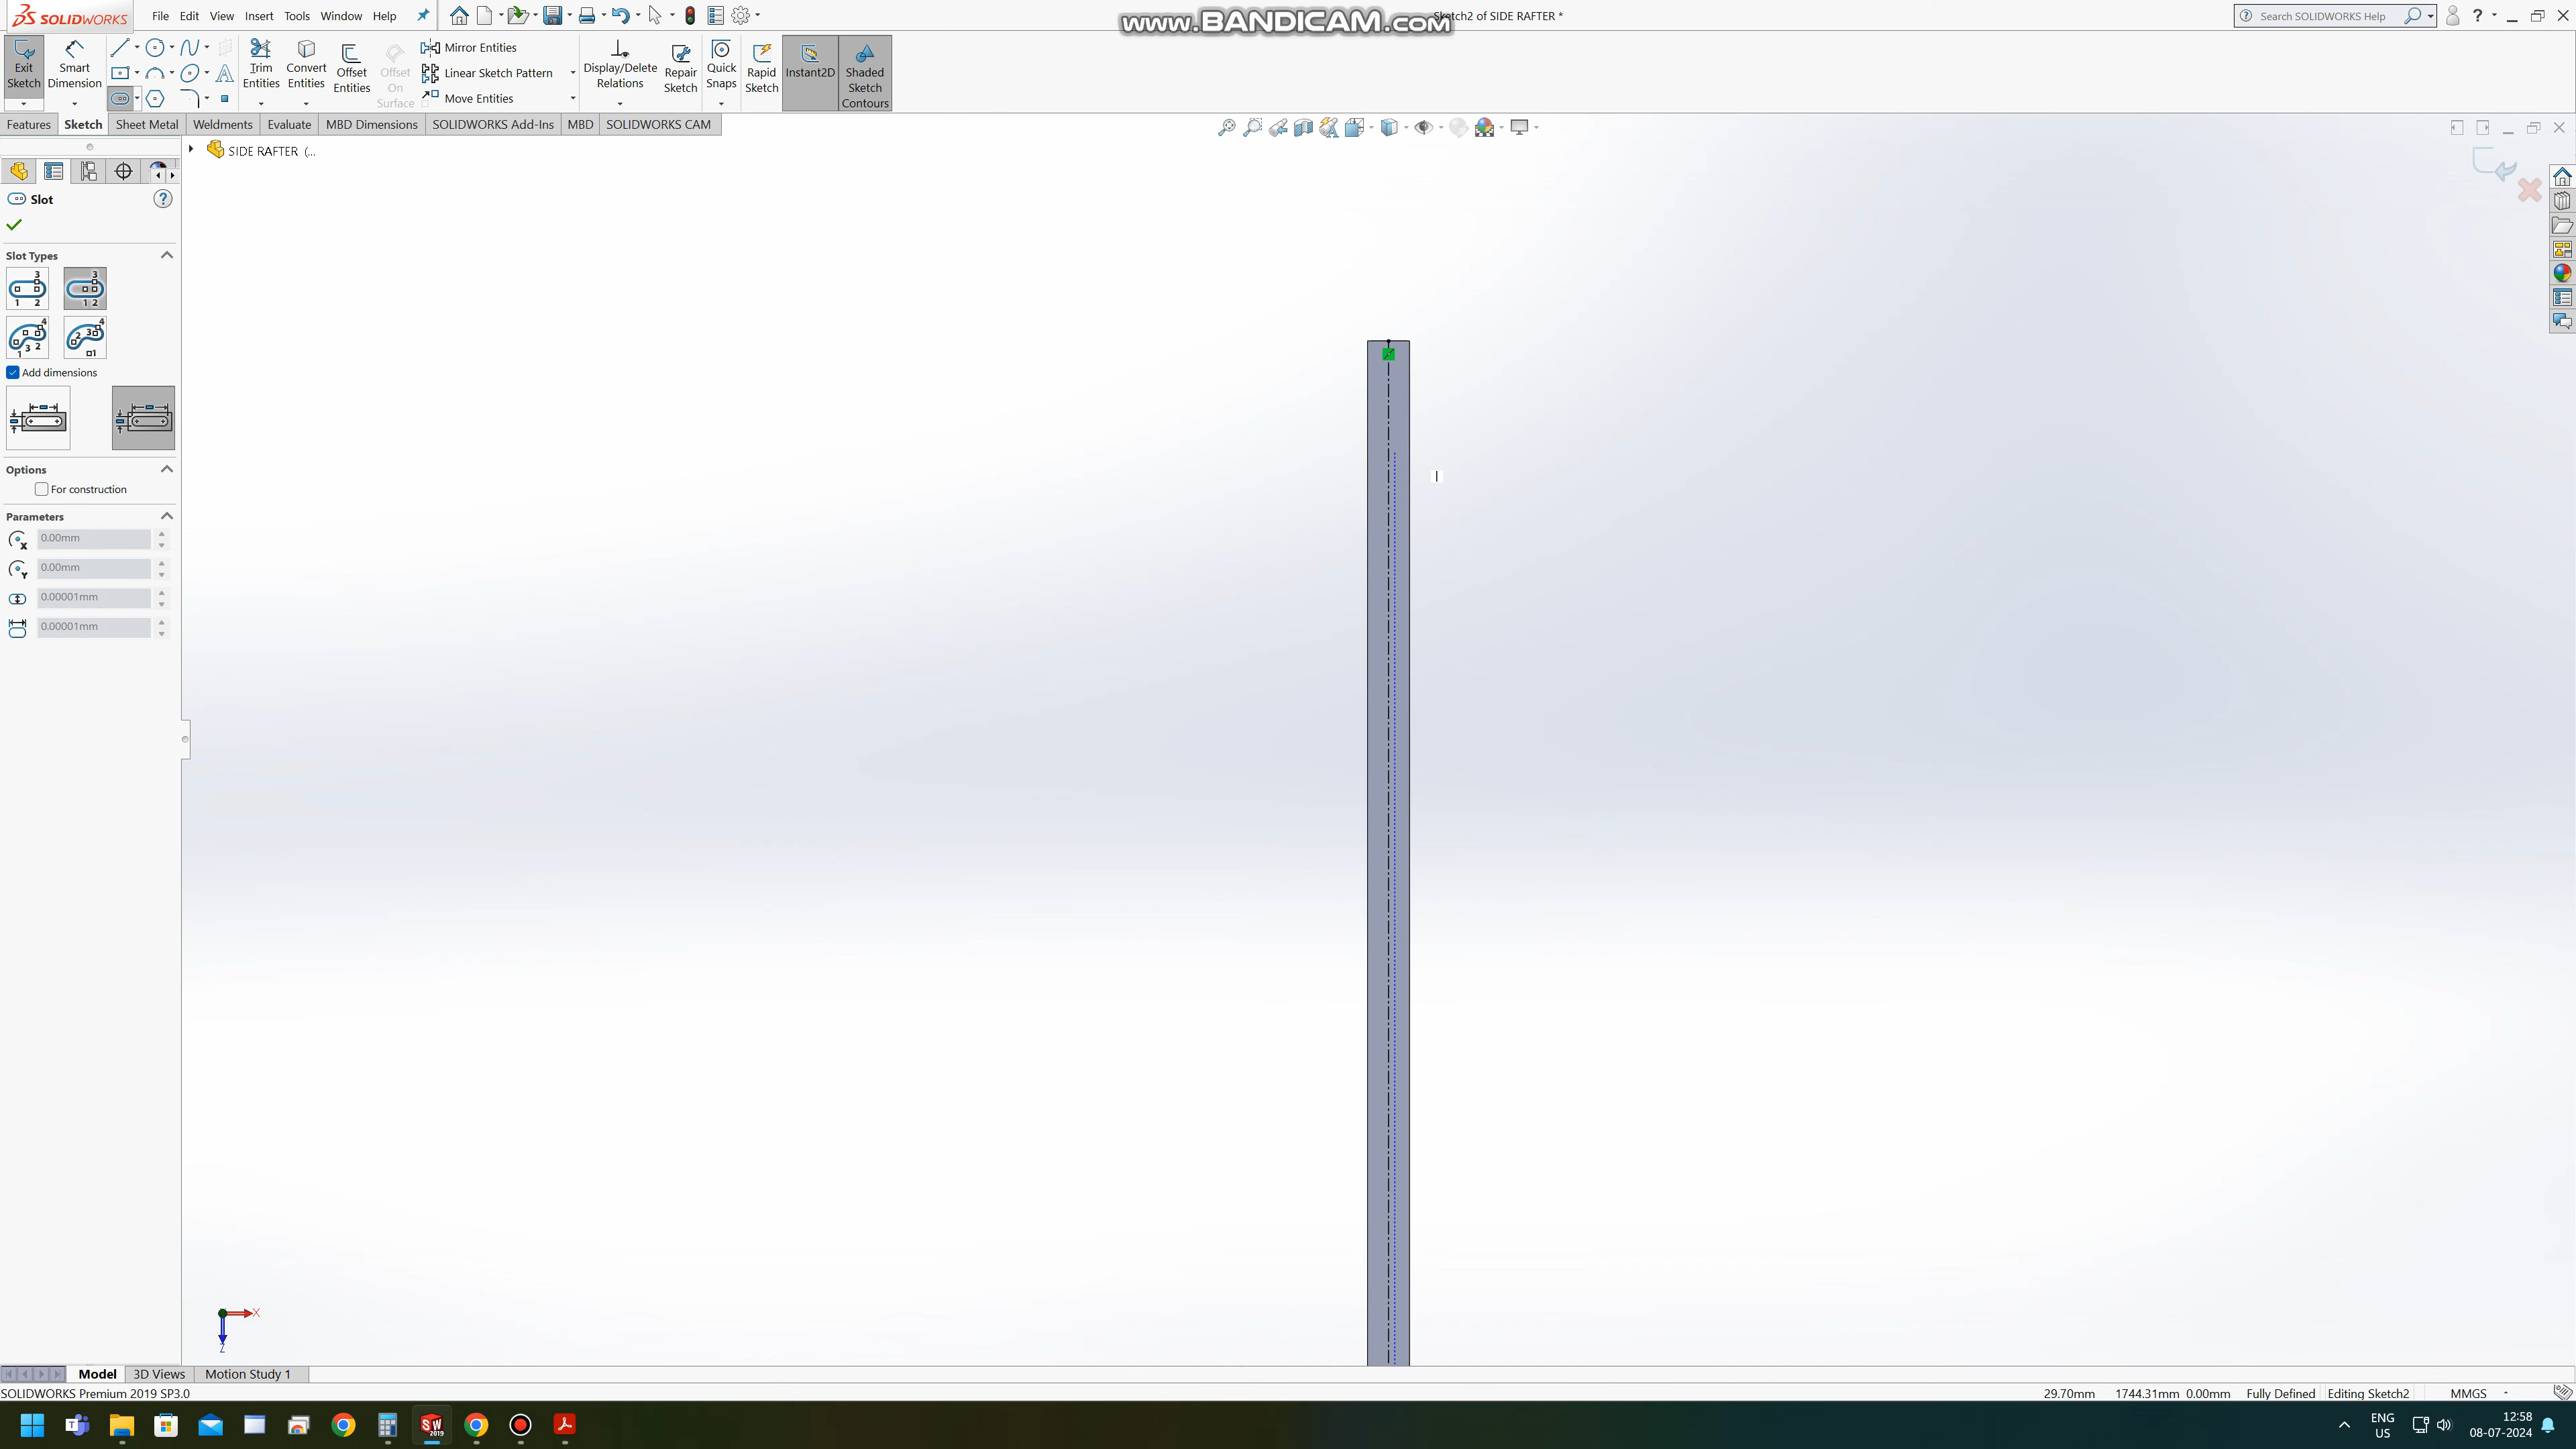 SOLIDWORKS
File Edit View Insert Tools Window Help
www.BANDICAM.com
Sketch2 of SIDE RAFTER *
Search SOLIDWORKS Help
Exit Sketch
Smart Dimension
Trim Entities
Convert Entities
Offset Entities
Offset On Surface
Mirror Entities
Linear Sketch Pattern
Move Entities
Display/Delete Relations
Repair Sketch
Quick Snaps
Rapid Sketch
Instant2D
Shaded Sketch Contours
Features Sketch Sheet Metal Weldments Evaluate MBD Dimensions SOLIDWORKS Add-Ins MBD SOLIDWORKS CAM
SIDE RAFTER (...
Slot
Slot Types
Add dimensions
Options
For construction
Parameters
0.00mm
0.00mm
0.00001mm
0.00001mm
X
Z
Model 3D Views Motion Study 1
SOLIDWORKS Premium 2019 SP3.0
29.70mm 1744.31mm 0.00mm Fully Defined Editing Sketch2 MMGS
ENG US
12:58
08-07-2024